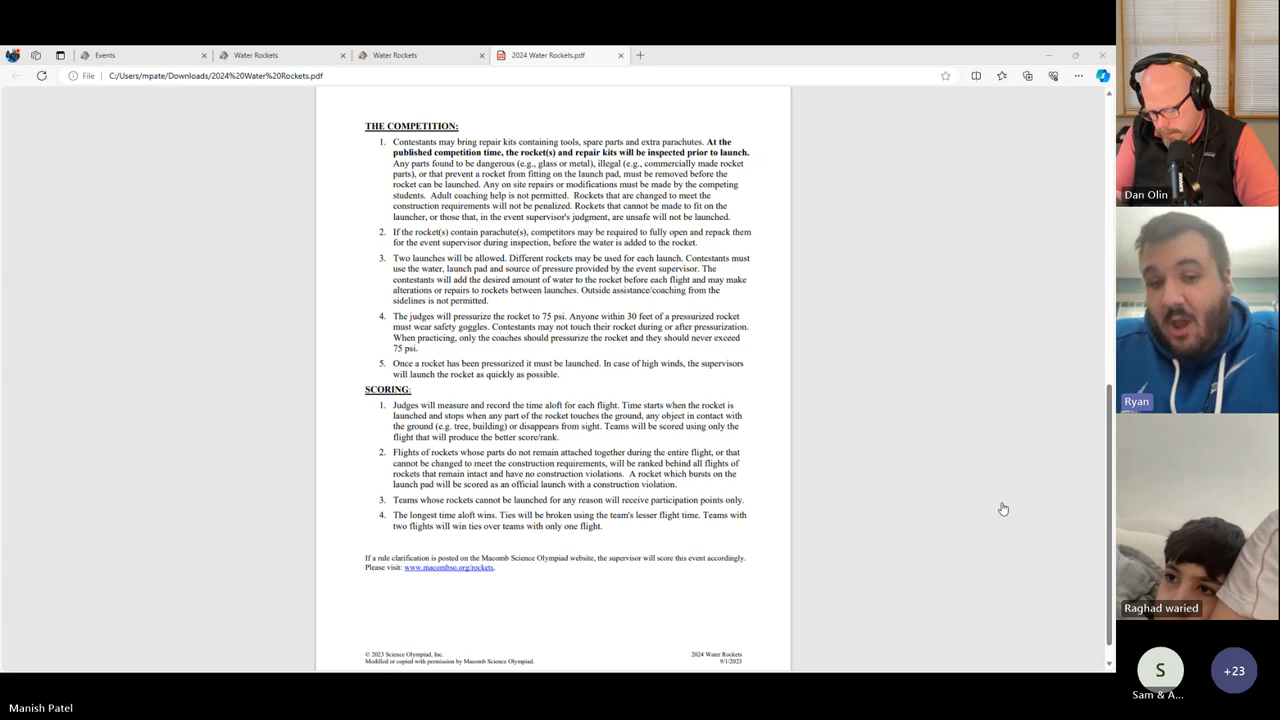 Events
Water Rockets
Water Rockets
2024 Water Rockets.pdf
File
C:/Users/mpate/Downloads/2024%20Water%20Rockets.pdf
THE COMPETITION:
1. Contestants may bring repair kits containing tools, spare parts and extra parachutes. At the
published competition time, the rocket(s) and repair kits will be inspected prior to launch.
Any parts found to be dangerous (e.g., glass or metal), illegal (e.g., commercially made rocket
parts), or that prevent a rocket from fitting on the launch pad, must be removed before the
rocket can be launched. Any on site repairs or modifications must be made by the competing
students. Adult coaching help is not permitted. Rockets that are changed to meet the
construction requirements will not be penalized. Rockets that cannot be made to fit on the
launcher, or those that, in the event supervisor's judgment, are unsafe will not be launched.
2. If the rocket(s) contain parachute(s), competitors may be required to fully open and repack them
for the event supervisor during inspection, before the water is added to the rocket.
3. Two launches will be allowed. Different rockets may be used for each launch. Contestants must
use the water, launch pad and source of pressure provided by the event supervisor. The
contestants will add the desired amount of water to the rocket before each flight and may make
alterations or repairs to rockets between launches. Outside assistance/coaching from the
sidelines is not permitted.
4. The judges will pressurize the rocket to 75 psi. Anyone within 30 feet of a pressurized rocket
must wear safety goggles. Contestants may not touch their rocket during or after pressurization.
When practicing, only the coaches should pressurize the rocket and they should never exceed
75 psi.
5. Once a rocket has been pressurized it must be launched. In case of high winds, the supervisors
will launch the rocket as quickly as possible.
SCORING:
1. Judges will measure and record the time aloft for each flight. Time starts when the rocket is
launched and stops when any part of the rocket touches the ground, any object in contact with
the ground (e.g. tree, building) or disappears from sight. Teams will be scored using only the
flight that will produce the better score/rank.
2. Flights of rockets whose parts do not remain attached together during the entire flight, or that
cannot be changed to meet the construction requirements, will be ranked behind all flights of
rockets that remain intact and have no construction violations. A rocket which bursts on the
launch pad will be scored as an official launch with a construction violation.
3. Teams whose rockets cannot be launched for any reason will receive participation points only.
4. The longest time aloft wins. Ties will be broken using the team's lesser flight time. Teams with
two flights will win ties over teams with only one flight.
If a rule clarification is posted on the Macomb Science Olympiad website, the supervisor will score this event accordingly.
Please visit: www.macombso.org/rockets.
© 2023 Science Olympiad, Inc.
Modified or copied with permission by Macomb Science Olympiad.
2024 Water Rockets
9/1/2023
Dan Olin
Ryan
Raghad waried
S
Sam & A...
+23
Manish Patel